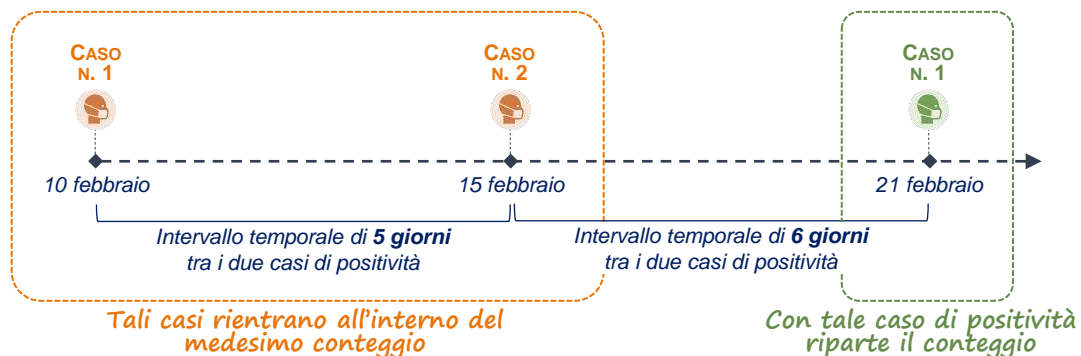 CASO
N. 1
CASO
N. 2
CASO
N. 1
10 febbraio
15 febbraio
21 febbraio
Intervallo temporale di 5 giorni
tra i due casi di positività
Intervallo temporale di 6 giorni
tra i due casi di positività
Tali casi rientrano all'interno del
medesimo conteggio
Con tale caso di positività
riparte il conteggio